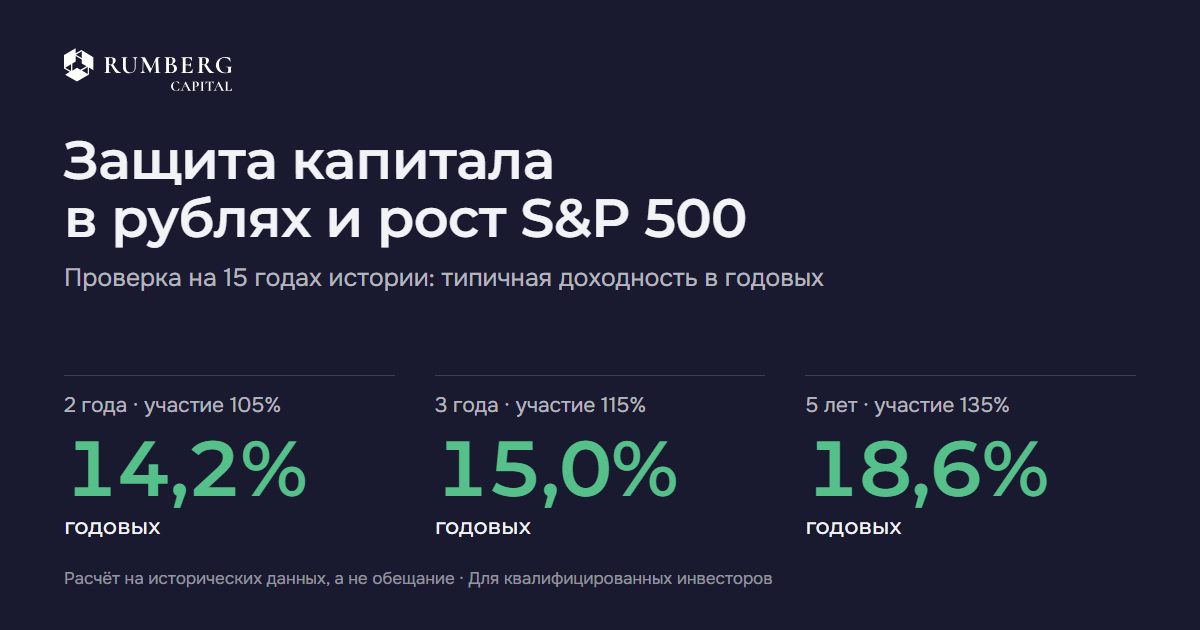 RUMBERG
CAPITAL
Защита капитала
в рублях и рост S&P 500
Проверка на 15 годах истории: типичная доходность в годовых
2 года · участие 105%
14,2%
годовых
3 года · участие 115%
15,0%
годовых
5 лет · участие 135%
18,6%
годовых
Расчёт на исторических данных, а не обещание · Для квалифицированных инвесторов